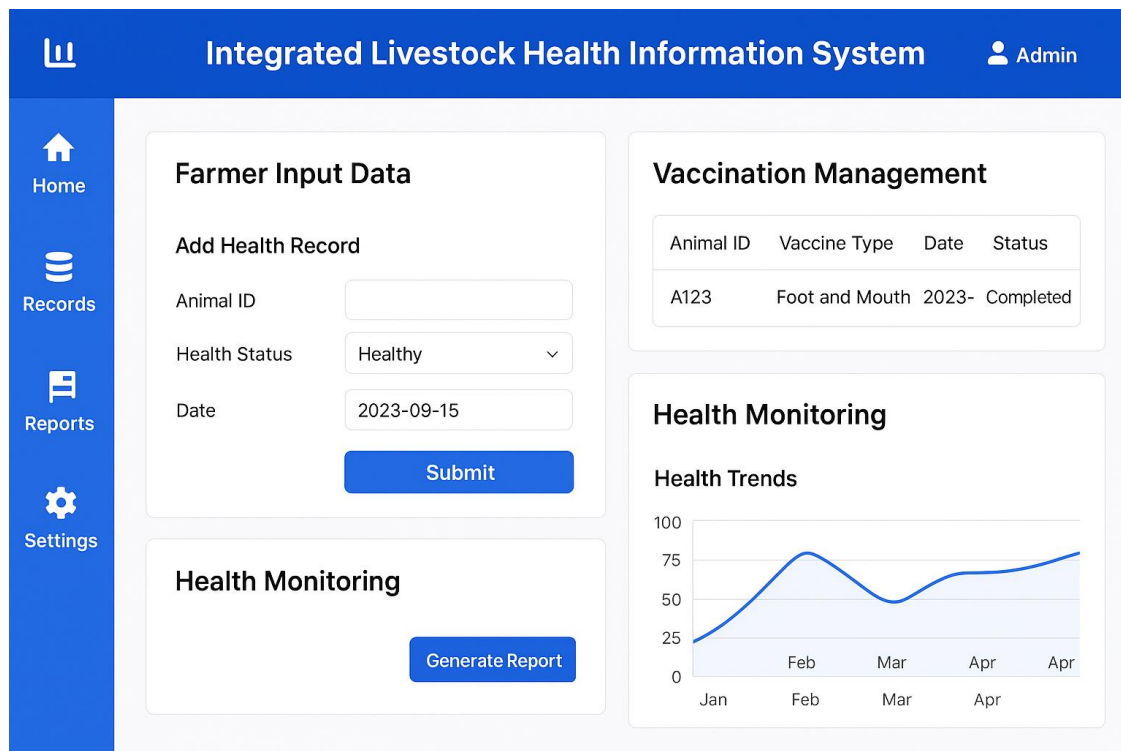 Integrated Livestock Health Information System
Admin
Home
Records
Reports
Settings
Farmer Input Data
Add Health Record
Animal ID
Health Status Healthy
Date 2023-09-15
Submit
Health Monitoring
Generate Report
Vaccination Management
Animal ID Vaccine Type Date Status
A123 Foot and Mouth 2023- Completed
Health Monitoring
Health Trends
100
75
50
25
0
Feb Mar Apr Apr
Jan Feb Mar Apr